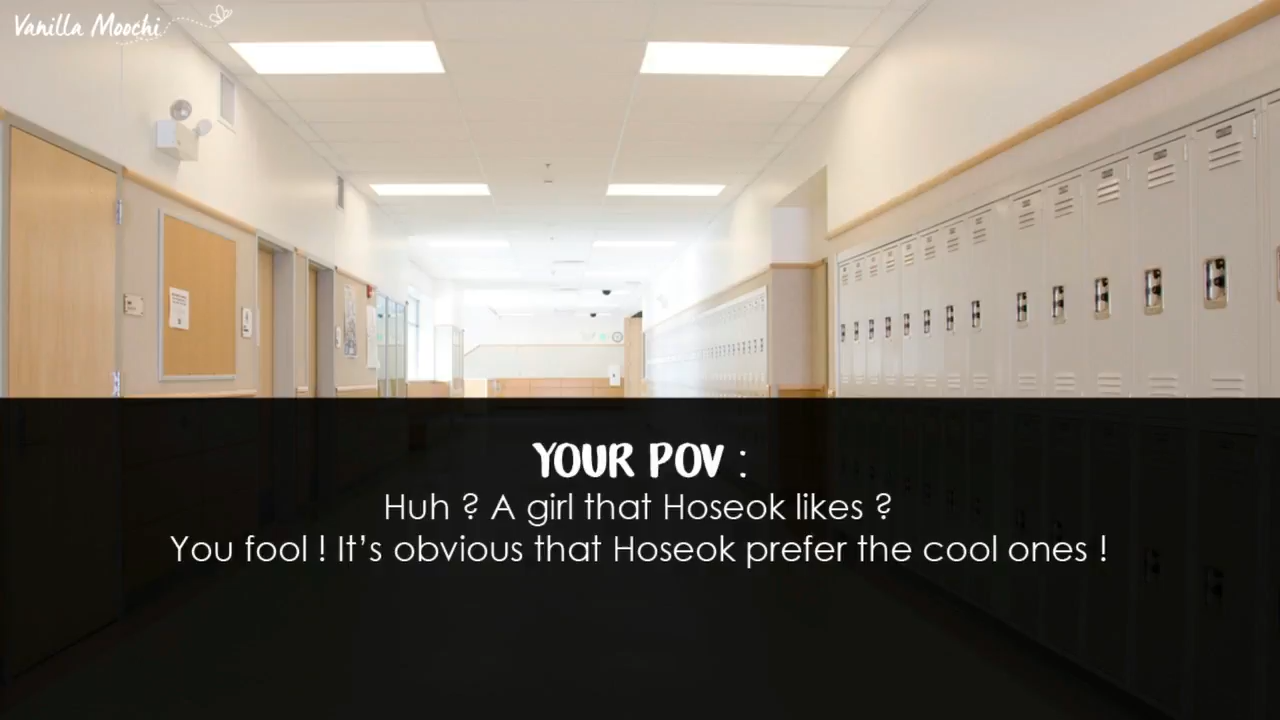 Vanilla Moochi
YOUR POV :
Huh ? A girl that Hoseok likes ?
You fool ! It’s obvious that Hoseok prefer the cool ones !